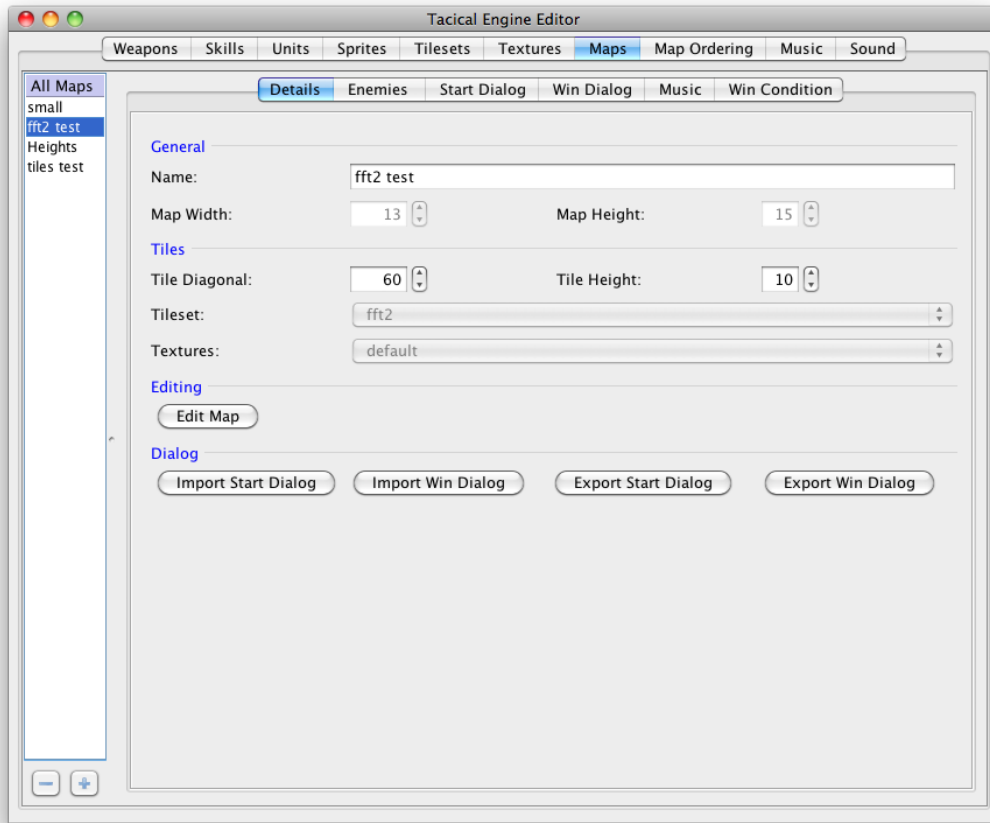 Tacical Engine Editor
Weapons Skills Units Sprites Tilesets Textures Maps Map Ordering Music Sound
All Maps
small
fft2 test
Heights
tiles test
Details Enemies Start Dialog Win Dialog Music Win Condition
General
Name: fft2 test
Map Width: 13 Map Height: 15
Tiles
Tile Diagonal: 60 Tile Height: 10
Tileset: fft2
Textures: default
Editing
Edit Map
Dialog
Import Start Dialog Import Win Dialog Export Start Dialog Export Win Dialog